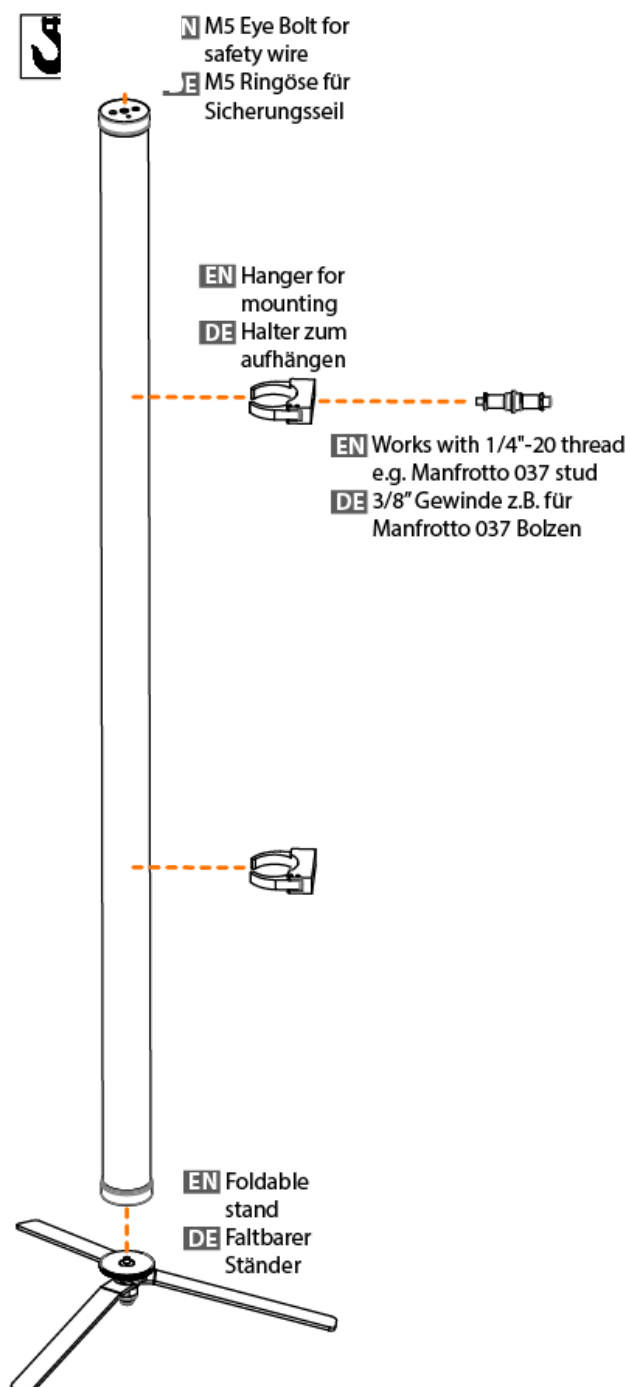 N M5 Eye Bolt for
safety wire
E M5 Ringöse für
Sicherungsseil
EN Hanger for
mounting
DE Halter zum
aufhängen
EN Works with 1/4"-20 thread
e.g. Manfrotto 037 stud
DE 3/8" Gewinde z.B. für
Manfrotto 037 Bolzen
EN Foldable
stand
DE Faltbarer
Ständer